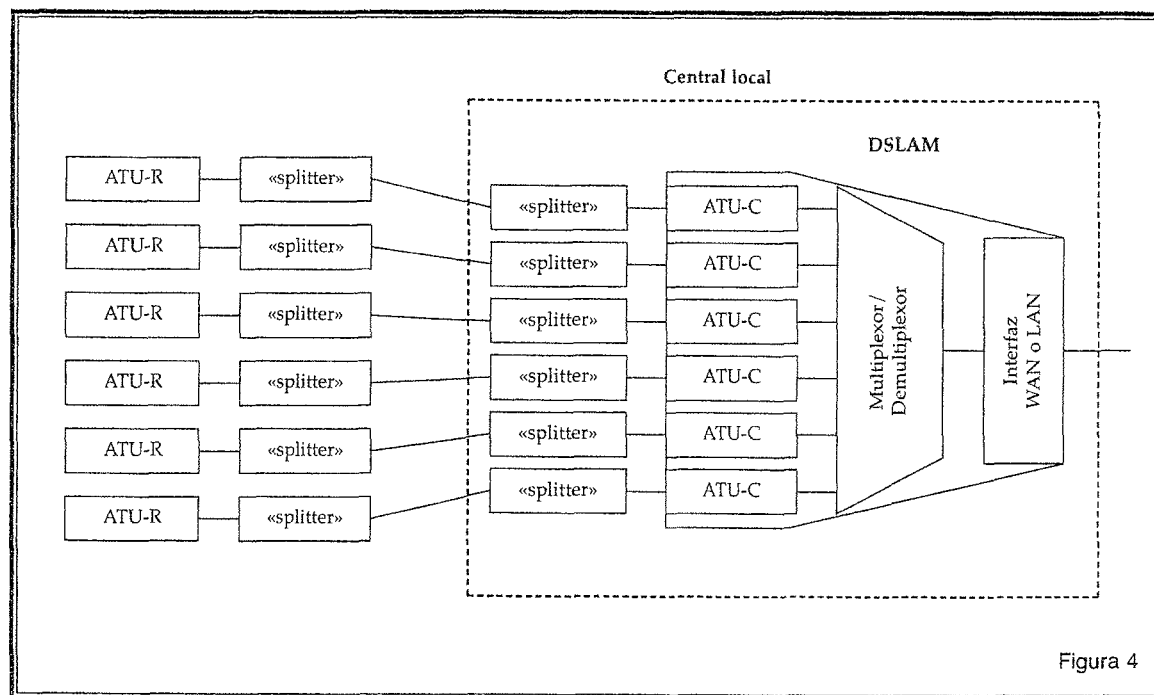 Central local
DSLAM
ATU-R «splitter» «splitter» ATU-C
ATU-R «splitter» «splitter» ATU-C
ATU-R «splitter» «splitter» ATU-C
ATU-R «splitter» «splitter» ATU-C
ATU-R «splitter» «splitter» ATU-C
ATU-R «splitter» «splitter» ATU-C
Multiplexor/
Demultiplexor
Interfaz
WAN o LAN
Figura 4